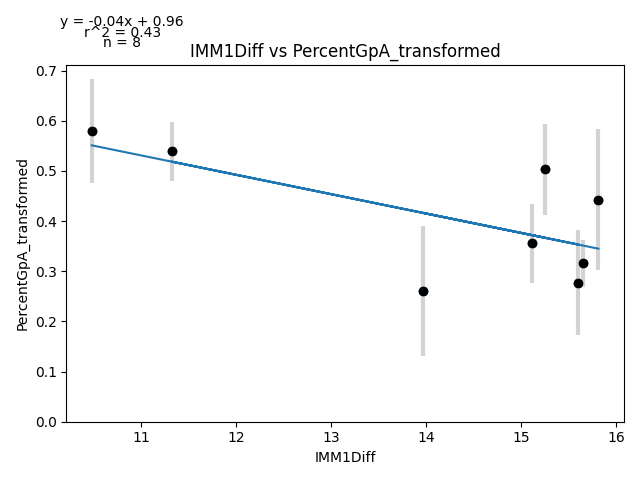 y = -0.04x + 0.96
r^2 = 0.43
n = 8
IMM1Diff vs PercentGpA_transformed
PercentGpA_transformed
0.7
0.6
0.5
0.4
0.3
0.2
0.1
0.0
11 12 13 14 15 16
IMM1Diff